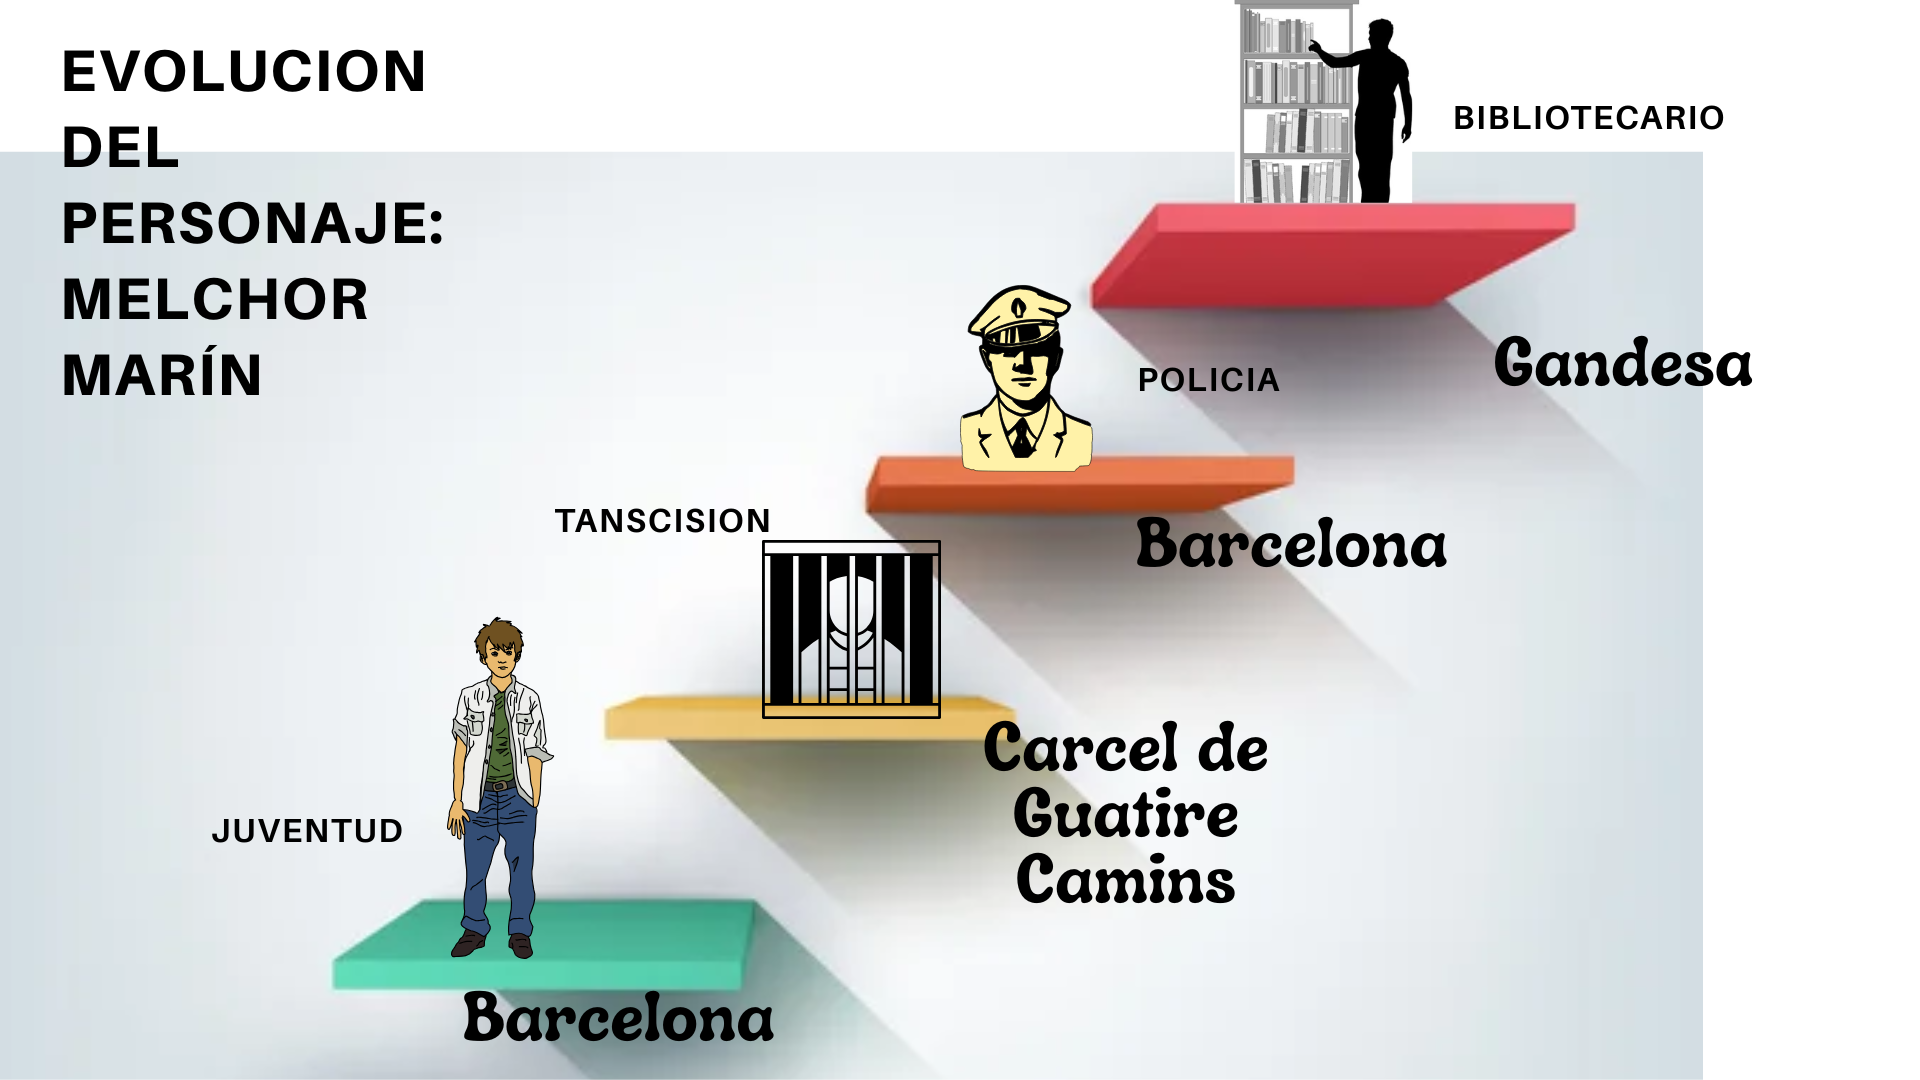 EVOLUCION
DEL
PERSONAJE:
MELCHOR
MARÍN
BIBLIOTECARIO
Gandesa
POLICIA
Barcelona
TANSCISION
Carcel de
Guatire
Camins
JUVENTUD
Barcelona